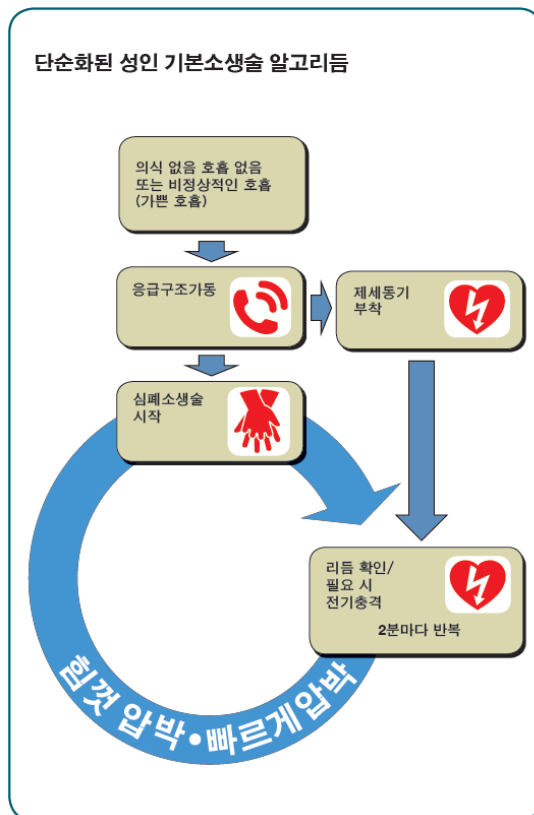 단순화된 성인 기본소생술 알고리듬
의식 없음 호흡 없음
또는 비정상적인 호흡
(가쁜 호흡)
응급구조가동
제세동기
부착
심폐소생술
시작
리듬 확인/
필요 시
전기충격
2분마다 반복
힘껏 압박•빠르게압박